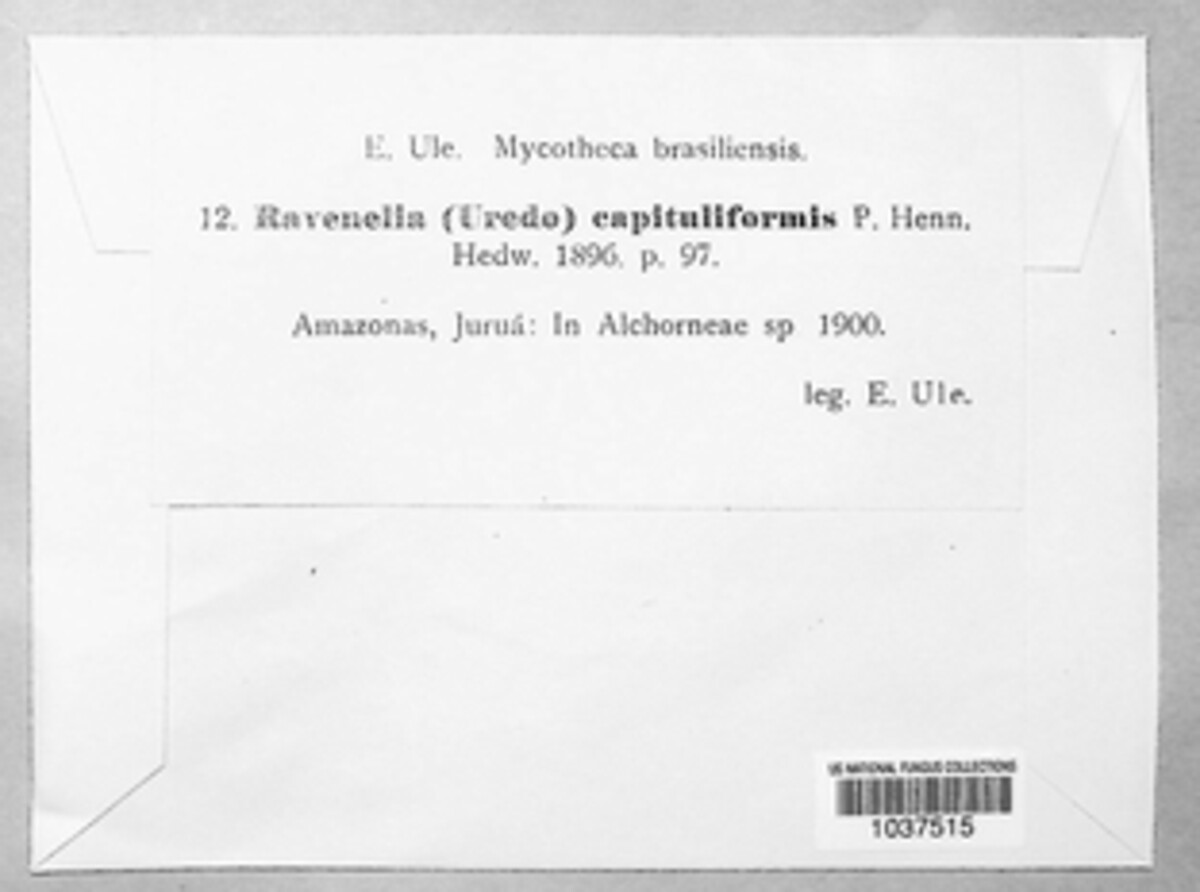 E. Ule. Mycotheca brasiliensis.
12. Ravenelia (Uredo) capituliformis P. Henn.
Hedw. 1896. p. 97.
Amazonas, Juruá: In Alchorneae sp 1900.
leg. E. Ule.
US NATIONAL FUNGUS COLLECTIONS
1037515